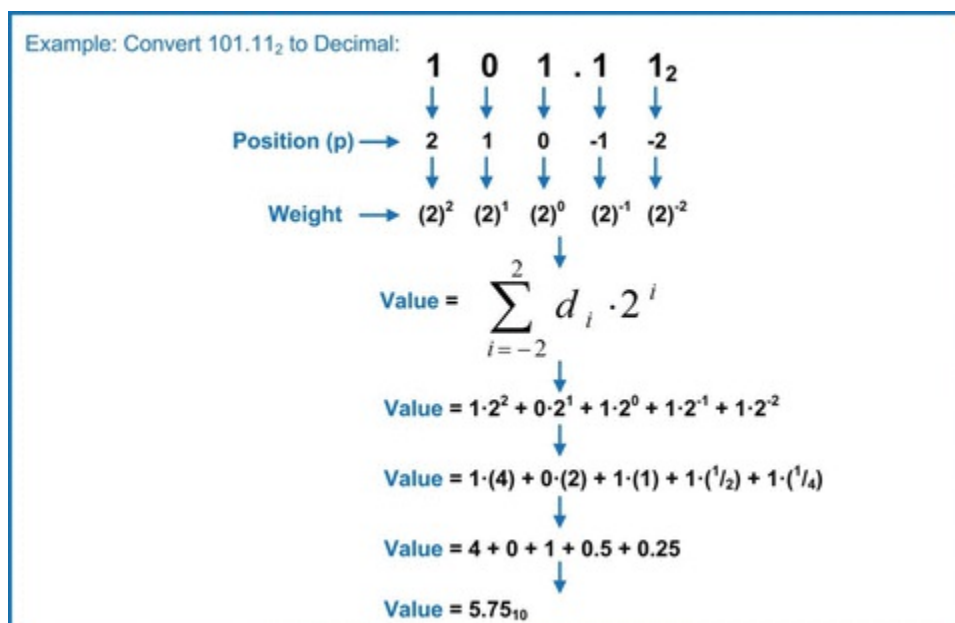 Example: Convert 101.11₂ to Decimal:
1 0 1 . 1 1₂
Position (p) 2 1 0 -1 -2
Weight (2)² (2)¹ (2)⁰ (2)⁻¹ (2)⁻²
Value = ∑ i=-2 2 d i ·2 i
Value = 1·2² + 0·2¹ + 1·2⁰ + 1·2⁻¹ + 1·2⁻²
Value = 1·(4) + 0·(2) + 1·(1) + 1·(¹/₂) + 1·(¹/₄)
Value = 4 + 0 + 1 + 0.5 + 0.25
Value = 5.75₁₀